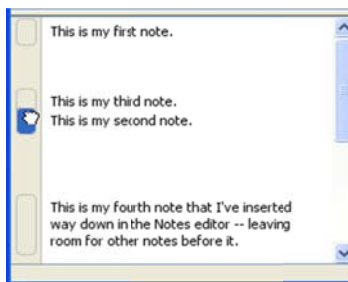 This is my first note.
This is my third note.
This is my second note.
This is my fourth note that I've inserted
way down in the Notes editor -- leaving
room for other notes before it.